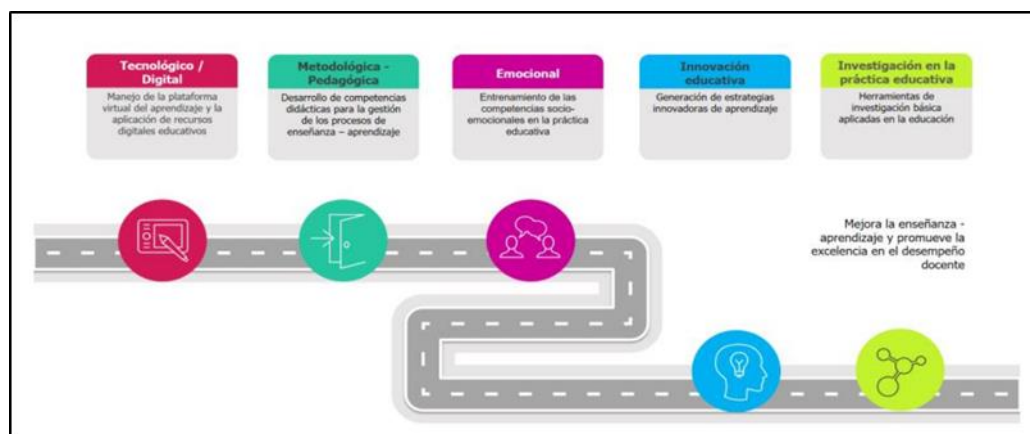 Tecnológico /
Digital
Manejo de la plataforma
virtual del aprendizaje y la
aplicación de recursos
digitales educativos
Metodológica -
Pedagógica
Desarrollo de competencias
didácticas para la gestión
de los procesos de
enseñanza – aprendizaje
Emocional
Entrenamiento de las
competencias socio-
emocionales en la práctica
educativa
Innovación
educativa
Generación de estrategias
innovadoras de aprendizaje
Investigación en la
práctica educativa
Herramientas de
investigación básica
aplicadas en la educación
Mejora la enseñanza -
aprendizaje y promueve la
excelencia en el desempeño
docente